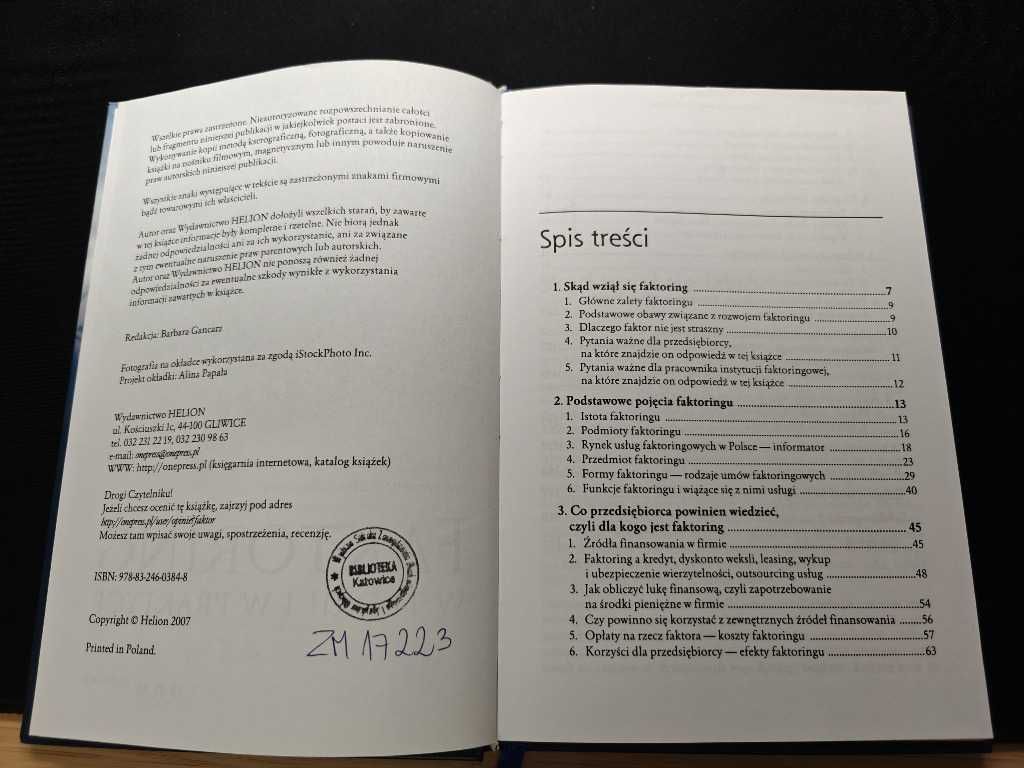 Wszelkie prawa zastrzeżone. Nieautoryzowane rozpowszechnianie całości
lub fragmentu niniejszej publikacji w jakiejkolwiek postaci jest zabronione.
Wykonywanie kopii metodą kserograficzną, fotograficzną, a także kopiowanie
książki na nośniku filmowym, magnetycznym lub innym powoduje naruszenie
praw autorskich niniejszej publikacji.
Wszystkie znaki występujące w tekście są zastrzeżonymi znakami firmowymi
bądź towarowymi ich właścicieli.
Autor oraz Wydawnictwo HELION dołożyli wszelkich starań, by zawarte
w tej książce informacje były kompletne i rzetelne. Nie biorą jednak
żadnej odpowiedzialności ani za ich wykorzystanie, ani za związane
z tym ewentualne naruszenie praw patentowych lub autorskich.
Autor oraz Wydawnictwo HELION nie ponoszą również żadnej
odpowiedzialności za ewentualne szkody wynikłe z wykorzystania
informacji zawartych w książce.
Redakcja: Barbara Gancarz
Fotografia na okładce wykorzystana za zgodą iStockPhoto Inc.
Projekt okładki: Alina Papała
Wydawnictwo HELION
ul. Kościuszki 1c, 44-100 GLIWICE
tel. 032 231 22 19, 032 230 98 63
e-mail: onepress@onepress.pl
WWW: http://onepress.pl (księgarnia internetowa, katalog książek)
Drogi Czytelniku!
Jeżeli chcesz ocenić tę książkę, zajrzyj pod adres
http://onepress.pl/user/opinie?faktor
Możesz tam wpisać swoje uwagi, spostrzeżenia, recenzję.
ISBN: 978-83-246-0384-8
BIBLIOTEKA
Katowice
Copyright © Helion 2007
ZM 17223
Printed in Poland.
Spis treści
1. Skąd wziął się faktoring ... 7
1. Główne zalety faktoringu ... 9
2. Podstawowe obawy związane z rozwojem faktoringu ... 9
3. Dlaczego faktor nie jest straszny ... 10
4. Pytania ważne dla przedsiębiorcy,
na które znajdzie on odpowiedź w tej książce ... 11
5. Pytania ważne dla pracownika instytucji faktoringowej,
na które znajdzie on odpowiedź w tej książce ... 12
2. Podstawowe pojęcia faktoringu ... 13
1. Istota faktoringu ... 13
2. Podmioty faktoringu ... 16
3. Rynek usług faktoringowych w Polsce — informator ... 18
4. Przedmiot faktoringu ... 23
5. Formy faktoringu — rodzaje umów faktoringowych ... 29
6. Funkcje faktoringu i wiążące się z nimi usługi ... 40
3. Co przedsiębiorca powinien wiedzieć,
czyli dla kogo jest faktoring ... 45
1. Źródła finansowania w firmie ... 45
2. Faktoring a kredyt, dyskonto weksli, leasing, wykup
i ubezpieczenie wierzytelności, outsourcing usług ... 48
3. Jak obliczyć lukę finansową, czyli zapotrzebowanie
na środki pieniężne w firmie ... 54
4. Czy powinno się korzystać z zewnętrznych źródeł finansowania ... 56
5. Opłaty na rzecz faktora — koszty faktoringu ... 57
6. Korzyści dla przedsiębiorcy — efekty faktoringu ... 63